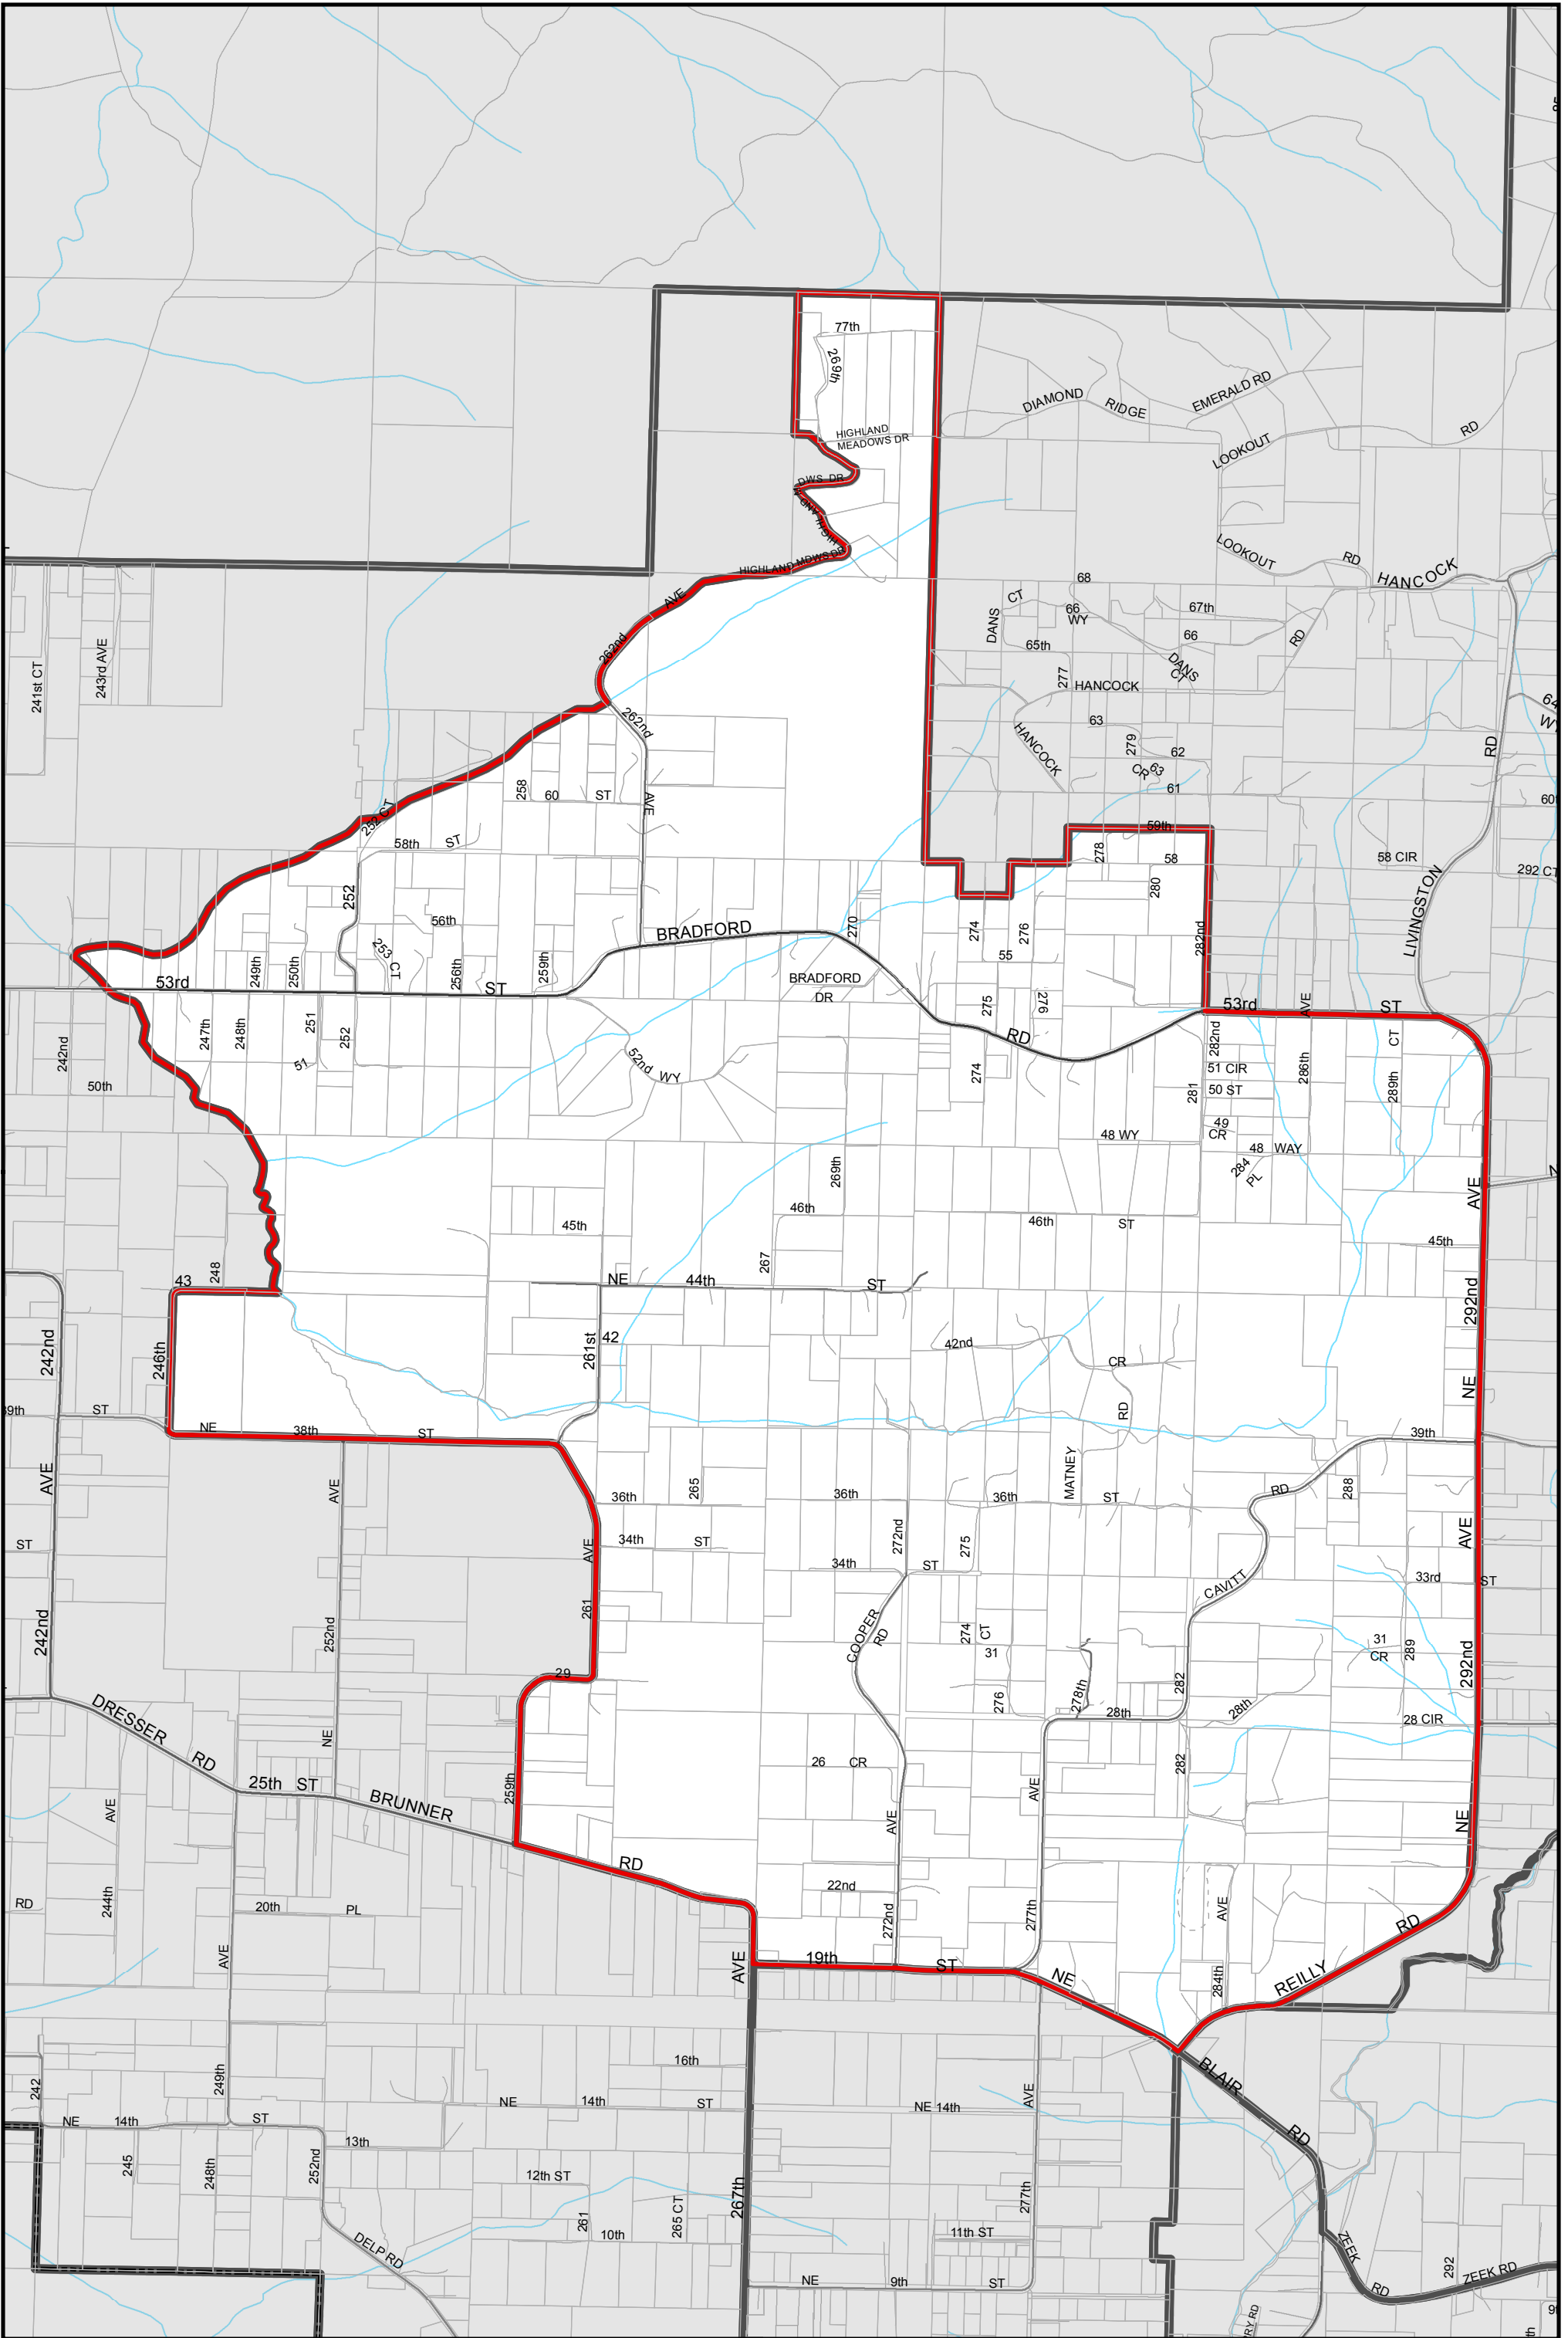 77th
269th
HIGHLAND
MEADOWS DR
DIAMOND
RIDGE
EMERALD RD
LOOKOUT
RD
DWS DR
HIGHLAND MDWS DR
LOOKOUT
RD
HANCOCK
262nd
AVE
68
CT
66
WY
67th
DANS
65th
66
RD
DANS
CT
241st CT
243rd AVE
277
HANCOCK
262nd
HANCOCK
63
279
62
63
CR
61
RD
258
60
ST
AVE
252 CT
58th
ST
59th
278
58
58 CIR
292 CT
252
280
LIVINGSTON
56th
BRADFORD
270
274
276
282nd
253
CT
249th
250th
256th
259th
55
53rd
ST
BRADFORD
DR
275
276
53rd
AVE
ST
242nd
247th
248th
251
252
RD
282nd
CT
51
52nd WY
274
51 CIR
286th
50th
281
50 ST
289th
49
CR
48 WY
48 WAY
284
PL
269th
AVE
46th
46th
ST
45th
45th
248
267
43
NE
44th
ST
292nd
242nd
246th
261st
42
42nd
CR
NE
ST
NE
38th
ST
RD
39th
AVE
AVE
265
36th
36th
36th
MATNEY
ST
RD
288
AVE
ST
AVE
34th
ST
272nd
275
34th
ST
33rd
ST
CAVITT
242nd
252nd
261
COOPER
RD
274
CT
31
31
CR
289
292nd
29
276
278th
282
28th
28th
28 CIR
DRESSER
RD
NE
25th ST
BRUNNER
259th
26
CR
AVE
282
AVE
AVE
NE
RD
244th
RD
20th
PL
22nd
272nd
277th
AVE
RD
AVE
AVE
19th
ST
NE
284th
REILLY
242
249th
16th
BLAIR
NE
14th
ST
NE
14th
ST
NE 14th
AVE
RD
13th
245
248th
252nd
12th ST
267th
277th
261
10th
265 CT
11th ST
DELP RD
ZEEK
RD
292
ZEEK RD
NE
9th
ST